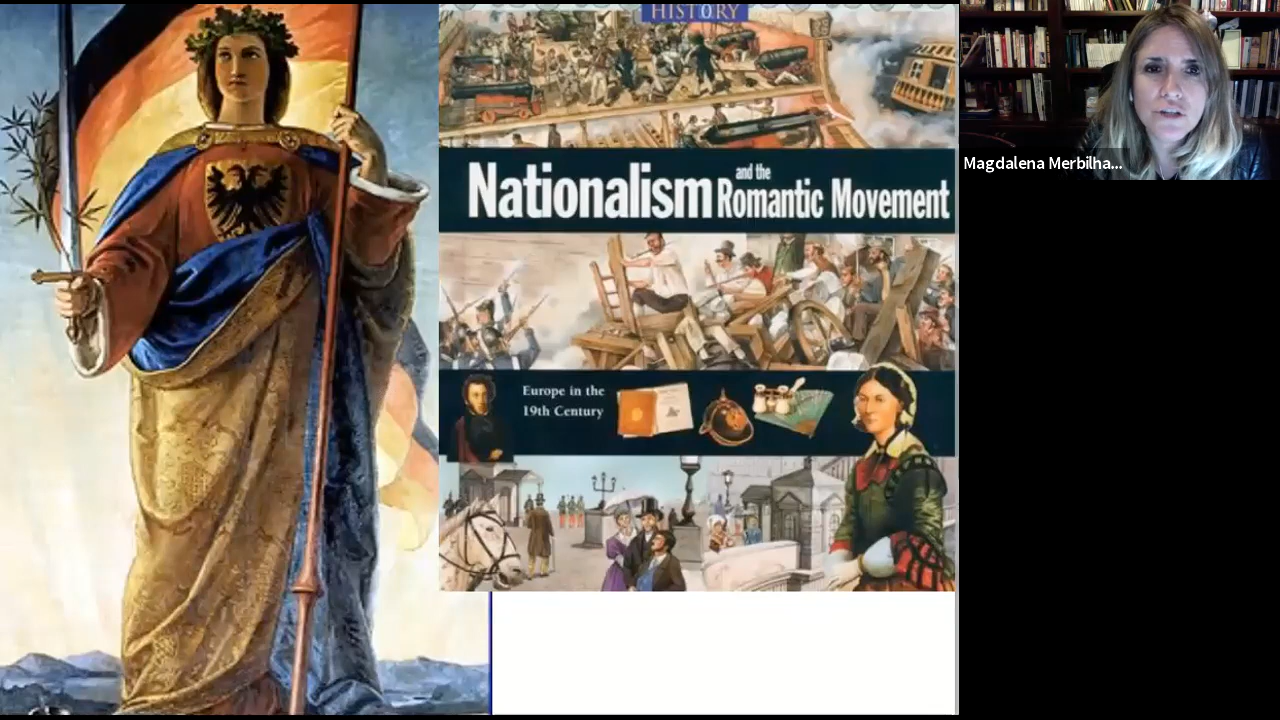 HISTORY
Nationalism and the Romantic Movement
Europe in the
19th Century
Magdalena Merbilha...